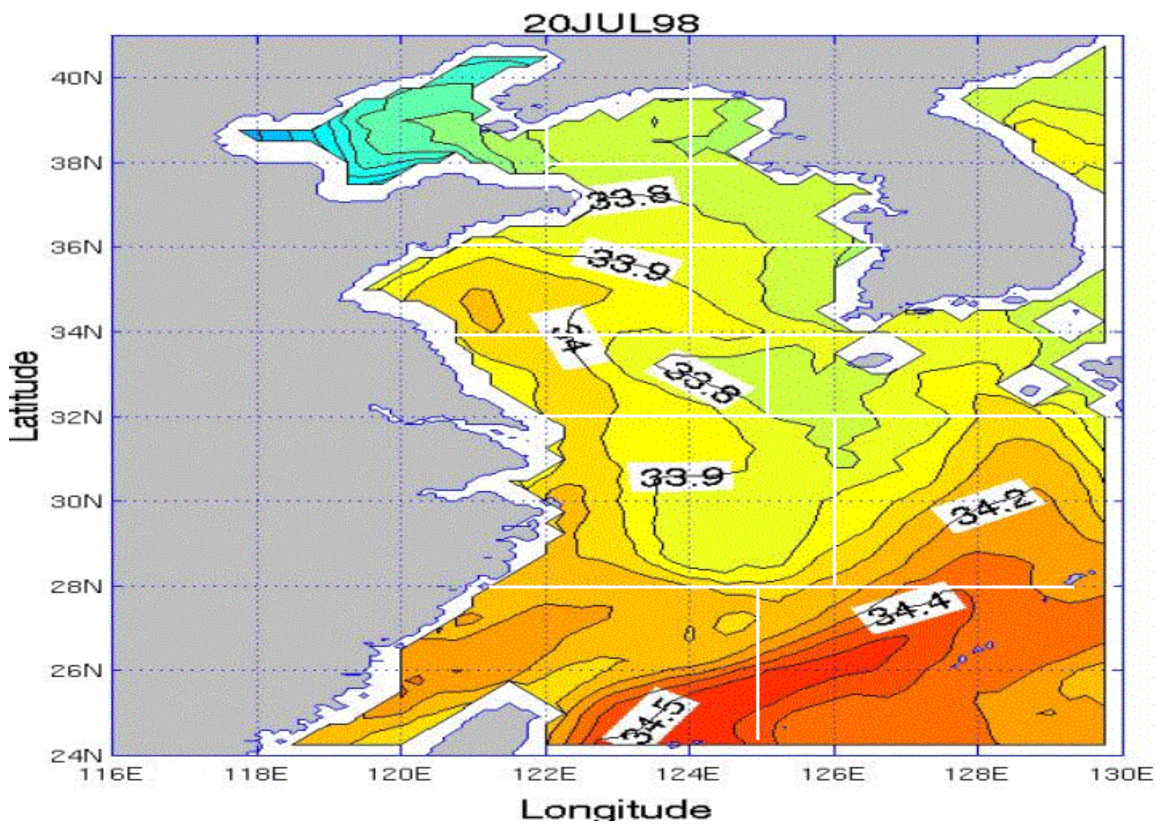 20JUL98
40N
38N
33.8
36N
33.9
34N
34
33.8
Latitude
32N
33.9
30N
34.2
28N
34.4
26N
34.5
24N
116E 118E 120E 122E 124E 126E 128E 130E
Longitude